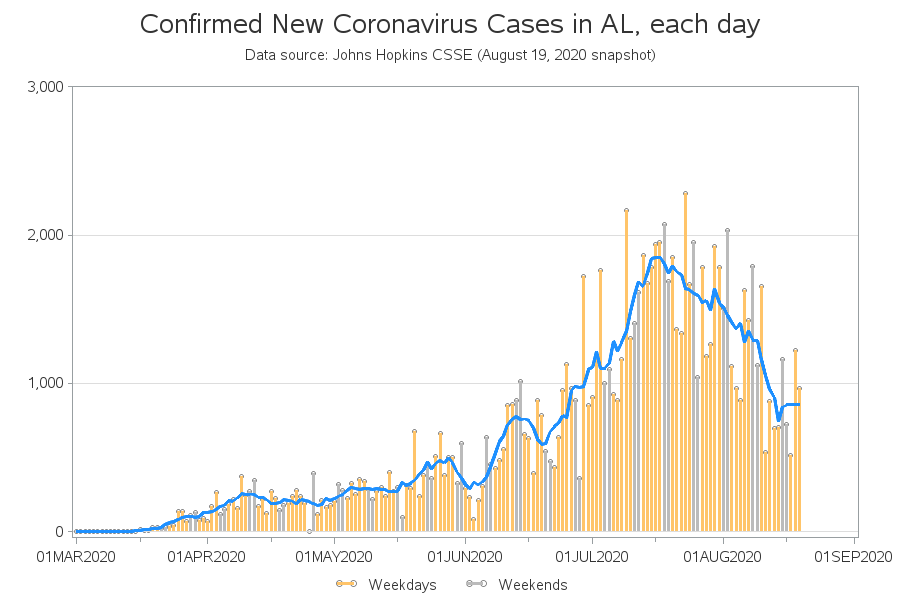 Confirmed New Coronavirus Cases in AL, each day
Data source: Johns Hopkins CSSE (August 19, 2020 snapshot)
3,000
2,000
1,000
0
01MAR2020 01APR2020 01MAY2020 01JUN2020 01JUL2020 01AUG2020 01SEP2020
Weekdays Weekends